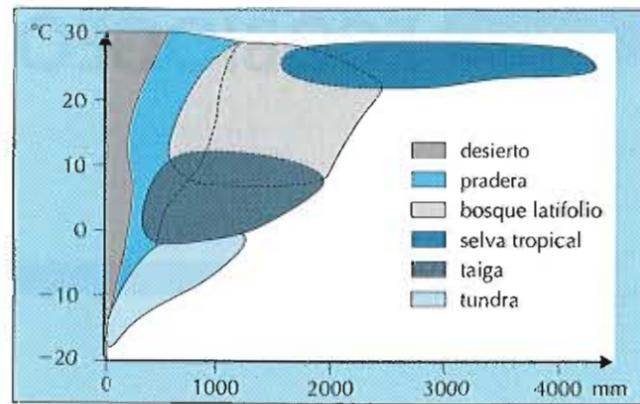 °C 30
20
10
0
−10
−20
0 1000 2000 3000 4000 mm
desierto
pradera
bosque latifolio
selva tropical
taiga
tundra